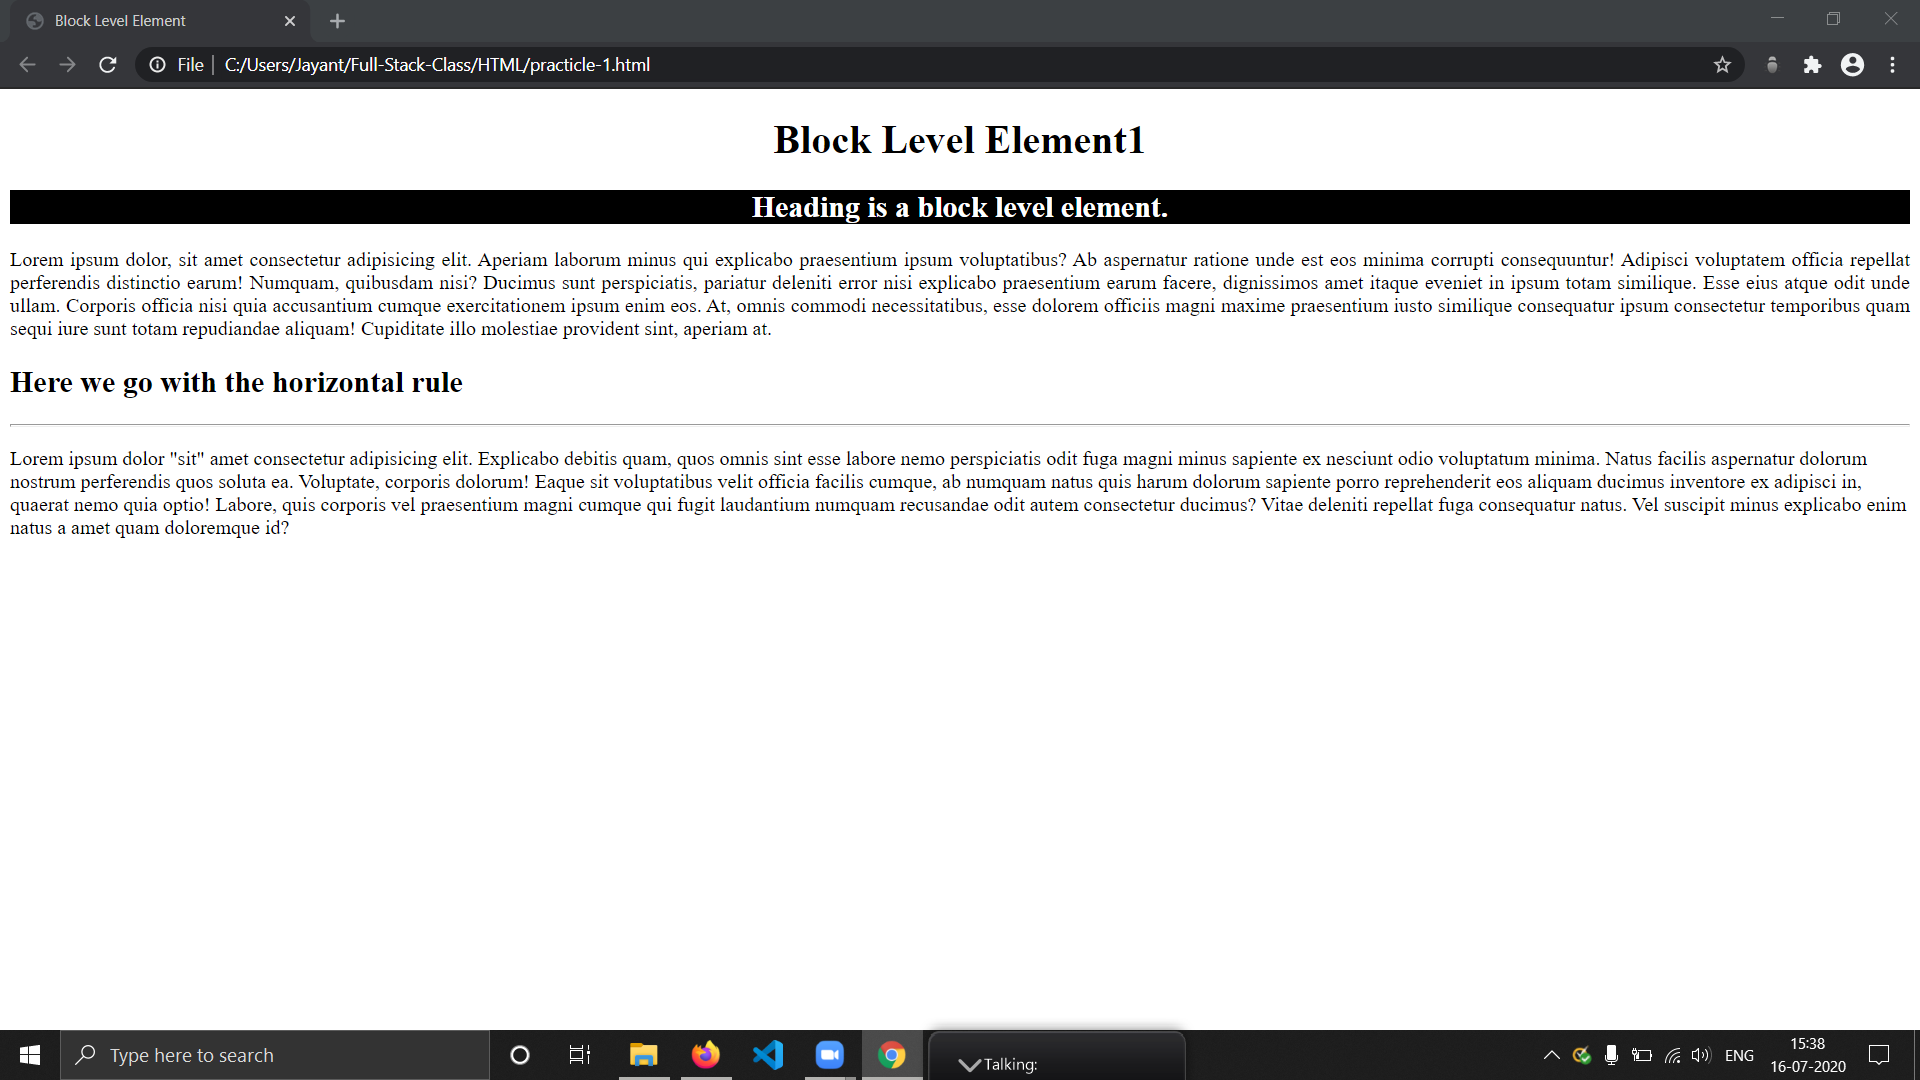 Block Level Element
File
C:/Users/Jayant/Full-Stack-Class/HTML/practicle-1.html
Block Level Element1
Heading is a block level element.
Lorem ipsum dolor, sit amet consectetur adipisicing elit. Aperiam laborum minus qui explicabo praesentium ipsum voluptatibus? Ab aspernatur ratione unde est eos minima corrupti consequuntur! Adipisci voluptatem officia repellat
perferendis distinctio earum! Numquam, quibusdam nisi? Ducimus sunt perspiciatis, pariatur deleniti error nisi explicabo praesentium earum facere, dignissimos amet itaque eveniet in ipsum totam similique. Esse eius atque odit unde
ullam. Corporis officia nisi quia accusantium cumque exercitationem ipsum enim eos. At, omnis commodi necessitatibus, esse dolorem officiis magni maxime praesentium iusto similique consequatur ipsum consectetur temporibus quam
sequi iure sunt totam repudiandae aliquam! Cupiditate illo molestiae provident sint, aperiam at.
Here we go with the horizontal rule
Lorem ipsum dolor "sit" amet consectetur adipisicing elit. Explicabo debitis quam, quos omnis sint esse labore nemo perspiciatis odit fuga magni minus sapiente ex nesciunt odio voluptatum minima. Natus facilis aspernatur dolorum
nostrum perferendis quos soluta ea. Voluptate, corporis dolorum! Eaque sit voluptatibus velit officia facilis cumque, ab numquam natus quis harum dolorum sapiente porro reprehenderit eos aliquam ducimus inventore ex adipisci in,
quaerat nemo quia optio! Labore, quis corporis vel praesentium magni cumque qui fugit laudantium numquam recusandae odit autem consectetur ducimus? Vitae deleniti repellat fuga consequatur natus. Vel suscipit minus explicabo enim
natus a amet quam doloremque id?
Type here to search
Talking:
ENG
15:38
16-07-2020